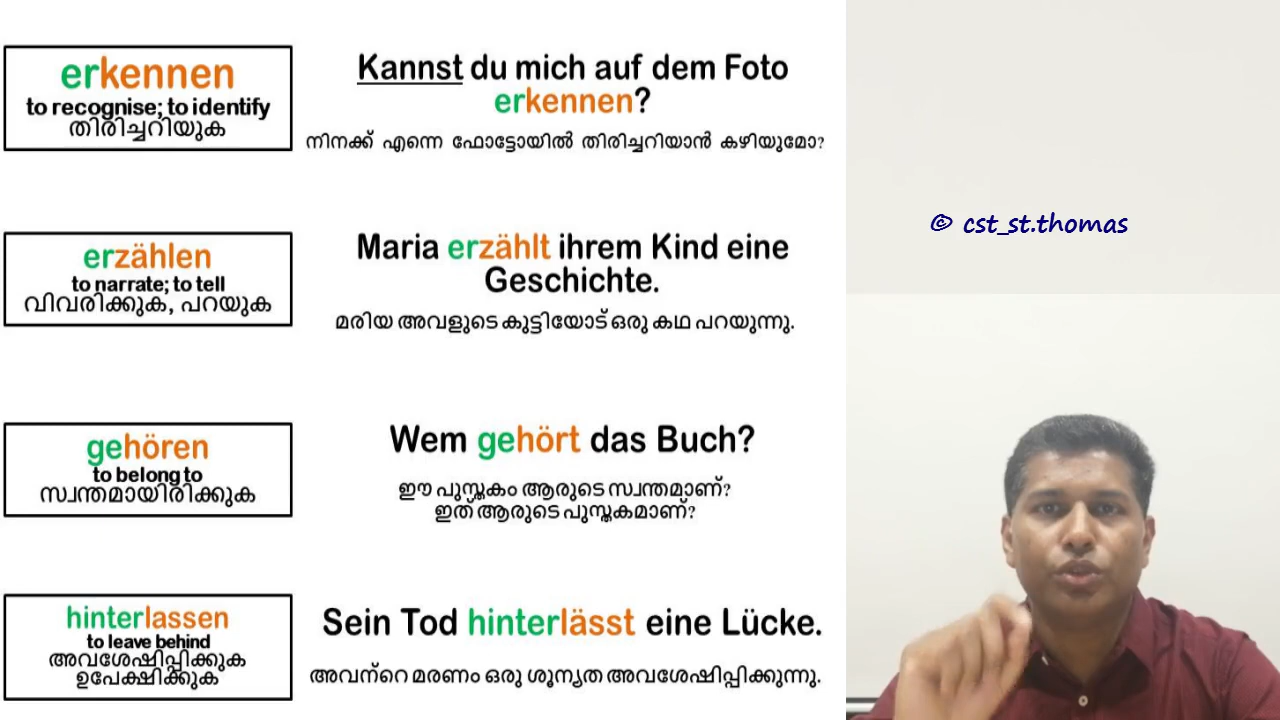 erkennen
to recognise; to identify
തിരിച്ചറിയുക
Kannst du mich auf dem Foto
erkennen?
നിനക്ക് എന്നെ ഫോട്ടോയിൽ തിരിച്ചറിയാൻ കഴിയുമോ?
© cst_st.thomas
erzählen
to narrate; to tell
വിവരിക്കുക, പറയുക
Maria erzählt ihrem Kind eine
Geschichte.
മരിയ അവളുടെ കുട്ടിയോട് ഒരു കഥ പറയുന്നു.
gehören
to belong to
സ്വന്തമായിരിക്കുക
Wem gehört das Buch?
ഈ പുസ്തകം ആരുടെ സ്വന്തമാണ്?
ഇത് ആരുടെ പുസ്തകമാണ്?
hinterlassen
to leave behind
അവശേഷിപ്പിക്കുക
ഉപേക്ഷിക്കുക
Sein Tod hinterlässt eine Lücke.
അവന്റെ മരണം ഒരു ശൂന്യത അവശേഷിപ്പിക്കുന്നു.